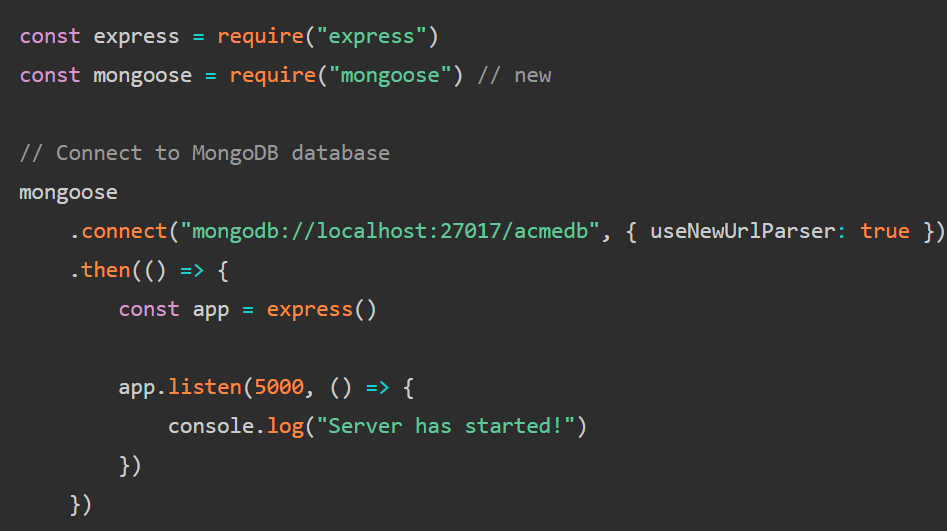 const express = require("express")
const mongoose = require("mongoose") // new

// Connect to MongoDB database
mongoose
    .connect("mongodb://localhost:27017/acmedb", { useNewUrlParser: true })
    .then(() => {
        const app = express()

        app.listen(5000, () => {
            console.log("Server has started!")
        })
    })